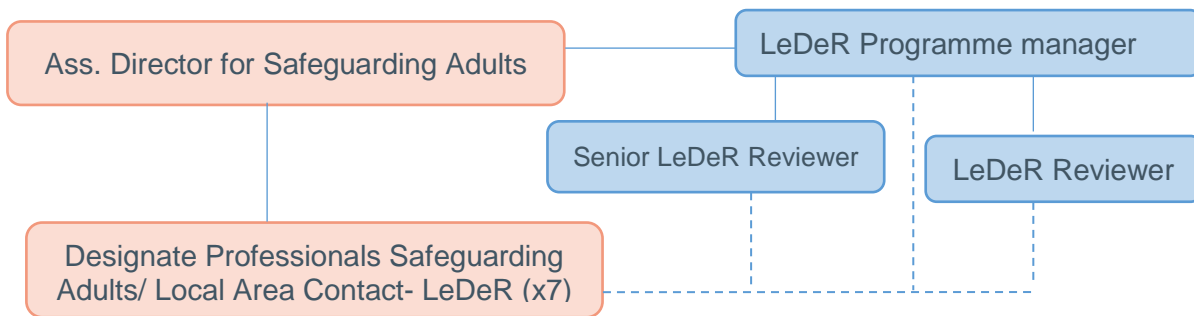 Ass. Director for Safeguarding Adults
LeDeR Programme manager
Senior LeDeR Reviewer
LeDeR Reviewer
Designate Professionals Safeguarding
Adults/ Local Area Contact- LeDeR (x7)